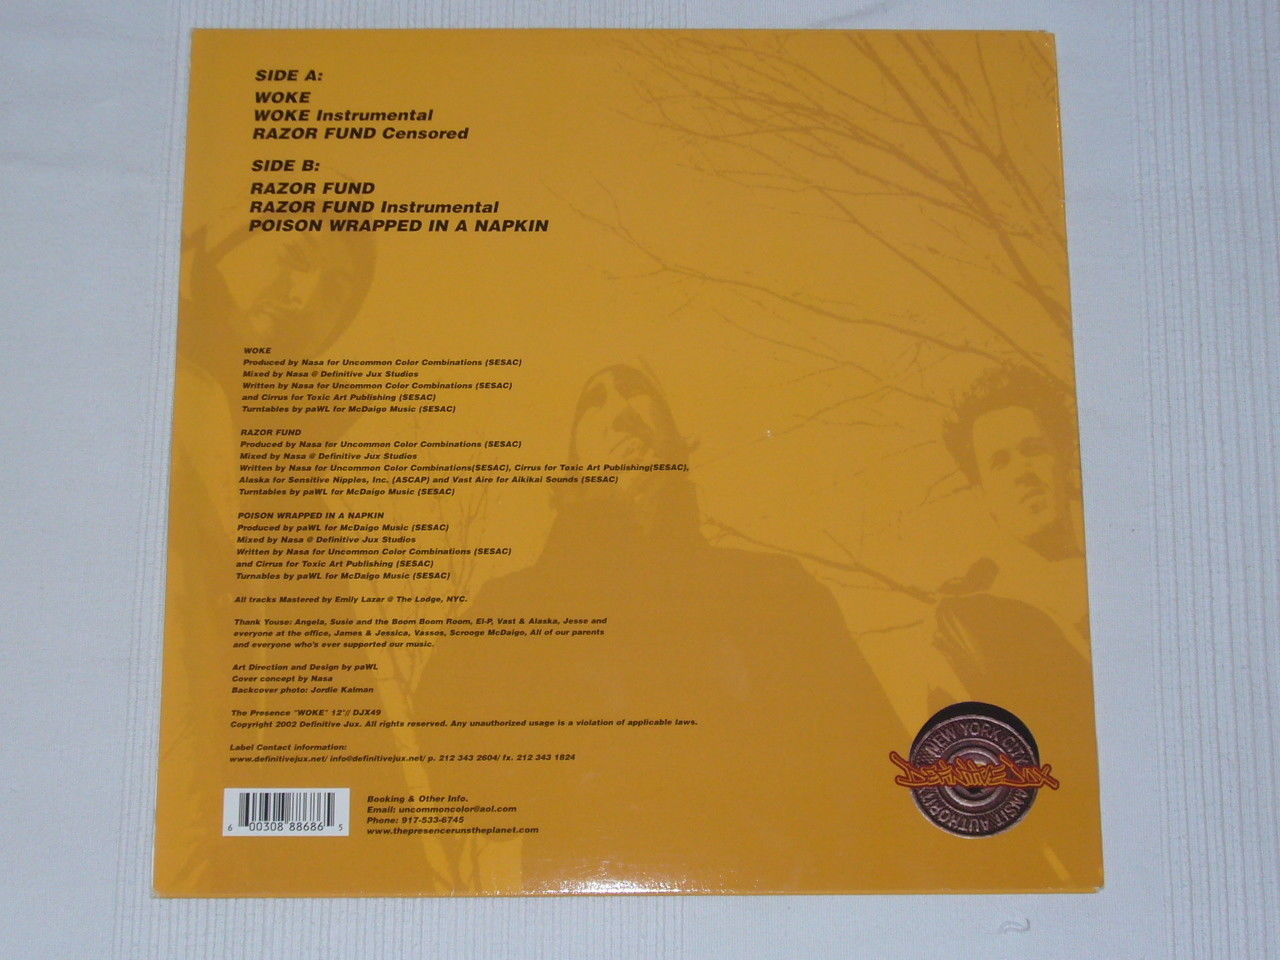 SIDE A:
WOKE
WOKE Instrumental
RAZOR FUND Censored
SIDE B:
RAZOR FUND
RAZOR FUND Instrumental
POISON WRAPPED IN A NAPKIN
WOKE
Produced by Nasa for Uncommon Color Combinations (SESAC)
Mixed by Nasa @ Definitive Jux Studios
Written by Nasa for Uncommon Color Combinations (SESAC)
and Cirrus for Toxic Art Publishing (SESAC)
Turntables by paWL for McDaigo Music (SESAC)
RAZOR FUND
Produced by Nasa for Uncommon Color Combinations (SESAC)
Mixed by Nasa @ Definitive Jux Studios
Written by Nasa for Uncommon Color Combinations(SESAC), Cirrus for Toxic Art Publishing(SESAC),
Alaska for Sensitive Nipples, Inc. (ASCAP) and Vast Aire for Aikikai Sounds (SESAC)
Turntables by paWL for McDaigo Music (SESAC)
POISON WRAPPED IN A NAPKIN
Produced by paWL for McDaigo Music (SESAC)
Mixed by Nasa @ Definitive Jux Studios
Written by Nasa for Uncommon Color Combinations (SESAC)
and Cirrus for Toxic Art Publishing (SESAC)
Turnables by paWL for McDaigo Music (SESAC)
All tracks Mastered by Emily Lazar @ The Lodge, NYC.
Thank Youse: Angela, Susie and the Boom Boom Room, El-P, Vast & Alaska, Jesse and
everyone at the office, James & Jessica, Vassos, Scrooge McDaigo, All of our parents
and everyone who's ever supported our music.
Art Direction and Design by paWL
Cover concept by Nasa
Backcover photo: Jordie Kalman
The Presence "WOKE" 12"// DJX49
Copyright 2002 Definitive Jux. All rights reserved. Any unauthorized usage is a violation of applicable laws.
Label Contact information:
www.definitivejux.net/ info@definitivejux.net/ p. 212 343 2604/ fx. 212 343 1824
6 00308 88686 5
Booking & Other Info.
Email: uncommoncolor@aol.com
Phone: 917-533-6745
www.thepresencerunstheplanet.com
NEW YORK CITY
DEFINITIVE JUX
ANSIT AUTHORIT